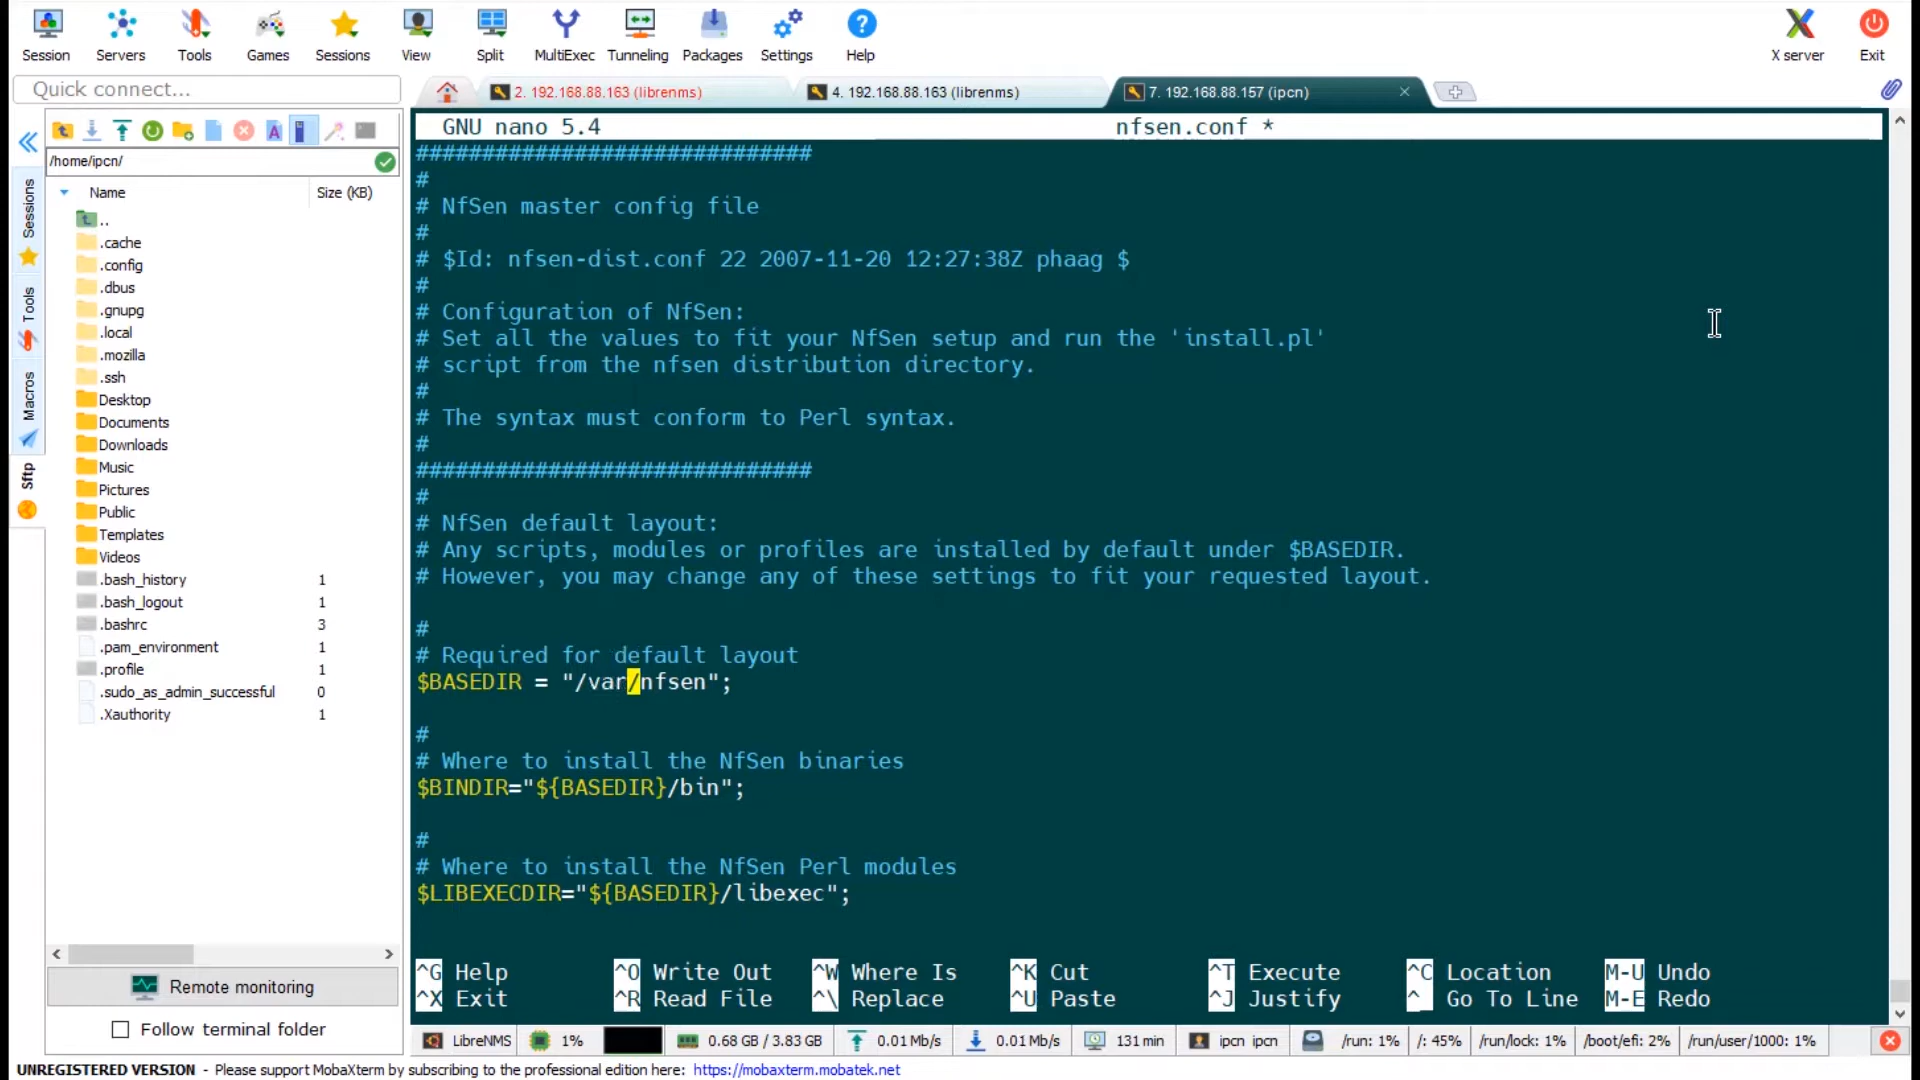 Session Servers Tools Games Sessions View Split MultiExec Tunneling Packages Settings Help X server Exit
Quick connect...
2. 192.168.88.163 (librenms)
4. 192.168.88.163 (librenms)
7. 192.168.88.157 (ipcn)
/home/ipcn/
Name Size (KB)
..
.cache
.config
.dbus
.gnupg
.local
.mozilla
.ssh
Desktop
Documents
Downloads
Music
Pictures
Public
Templates
Videos
.bash_history 1
.bash_logout 1
.bashrc 3
.pam_environment 1
.profile 1
.sudo_as_admin_successful 0
.Xauthority 1
Sessions
Tools
Macros
Sftp
Remote monitoring
Follow terminal folder
GNU nano 5.4 nfsen.conf *
##############################
#
# NfSen master config file
#
# $Id: nfsen-dist.conf 22 2007-11-20 12:27:38Z phaag $
#
# Configuration of NfSen:
# Set all the values to fit your NfSen setup and run the 'install.pl'
# script from the nfsen distribution directory.
#
# The syntax must conform to Perl syntax.
#
##############################
#
# NfSen default layout:
# Any scripts, modules or profiles are installed by default under $BASEDIR.
# However, you may change any of these settings to fit your requested layout.
#
# Required for default layout
$BASEDIR = "/var/nfsen";
#
# Where to install the NfSen binaries
$BINDIR="${BASEDIR}/bin";
#
# Where to install the NfSen Perl modules
$LIBEXECDIR="${BASEDIR}/libexec";
^G Help ^O Write Out ^W Where Is ^K Cut ^T Execute ^C Location M-U Undo
^X Exit ^R Read File ^\ Replace ^U Paste ^J Justify ^_ Go To Line M-E Redo
LibreNMS 1% 0.68 GB / 3.83 GB 0.01 Mb/s 0.01 Mb/s 131 min ipcn ipcn /run: 1% /: 45% /run/lock: 1% /boot/efi: 2% /run/user/1000: 1%
UNREGISTERED VERSION - Please support MobaXterm by subscribing to the professional edition here: https://mobaxterm.mobatek.net